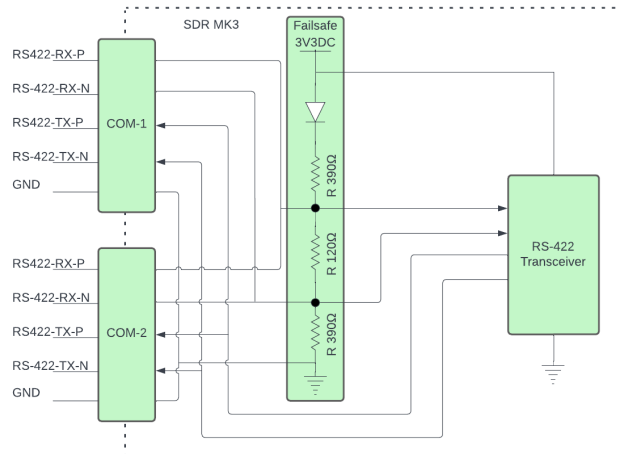 SDR MK3
Failsafe
3V3DC
RS422-RX-P
RS-422-RX-N
RS422-TX-P
RS-422-TX-N
GND
COM-1
R 390Ω
R 120Ω
R 390Ω
RS-422
Transceiver
RS422-RX-P
RS-422-RX-N
RS422-TX-P
RS-422-TX-N
GND
COM-2